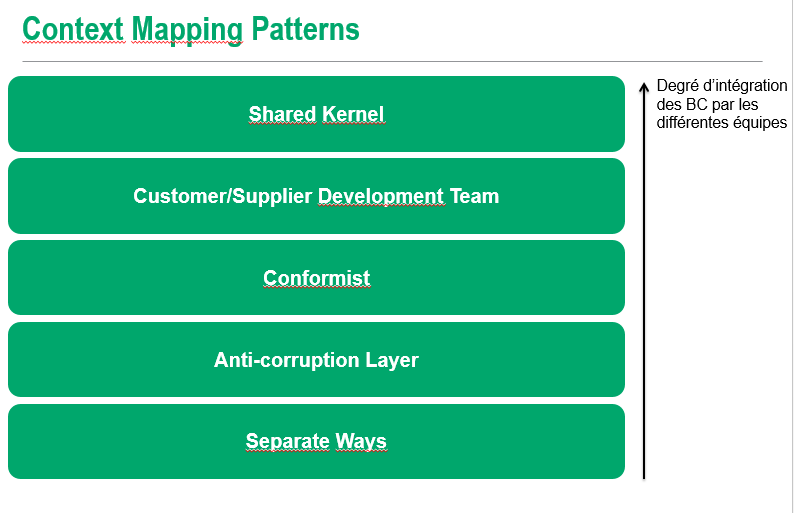 Context Mapping Patterns
Shared Kernel
Degré d’intégration
des BC par les
différentes équipes
Customer/Supplier Development Team
Conformist
Anti-corruption Layer
Separate Ways